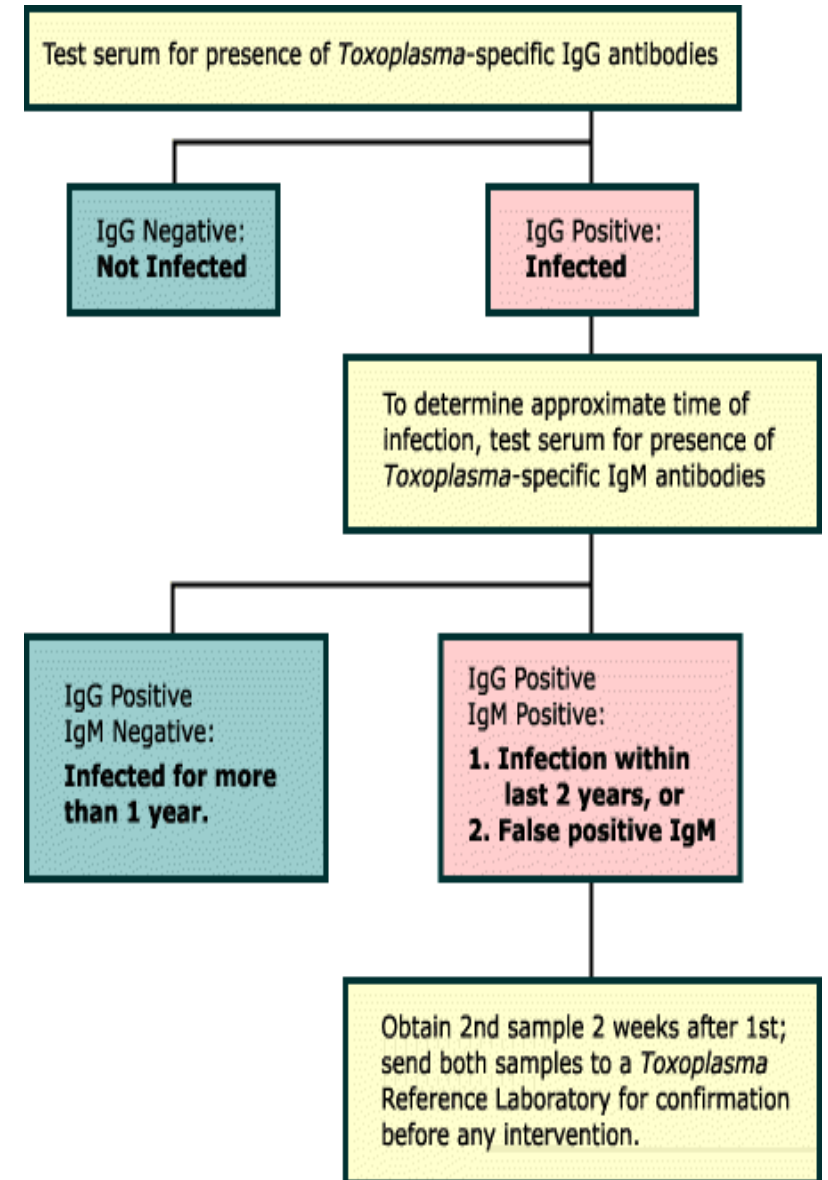 Test serum for presence of Toxoplasma-specific IgG antibodies
IgG Negative:
Not Infected
IgG Positive:
Infected
To determine approximate time of
infection, test serum for presence of
Toxoplasma-specific IgM antibodies
IgG Positive
IgM Negative:
Infected for more
than 1 year.
IgG Positive
IgM Positive:
1. Infection within
last 2 years, or
2. False positive IgM
Obtain 2nd sample 2 weeks after 1st;
send both samples to a Toxoplasma
Reference Laboratory for confirmation
before any intervention.